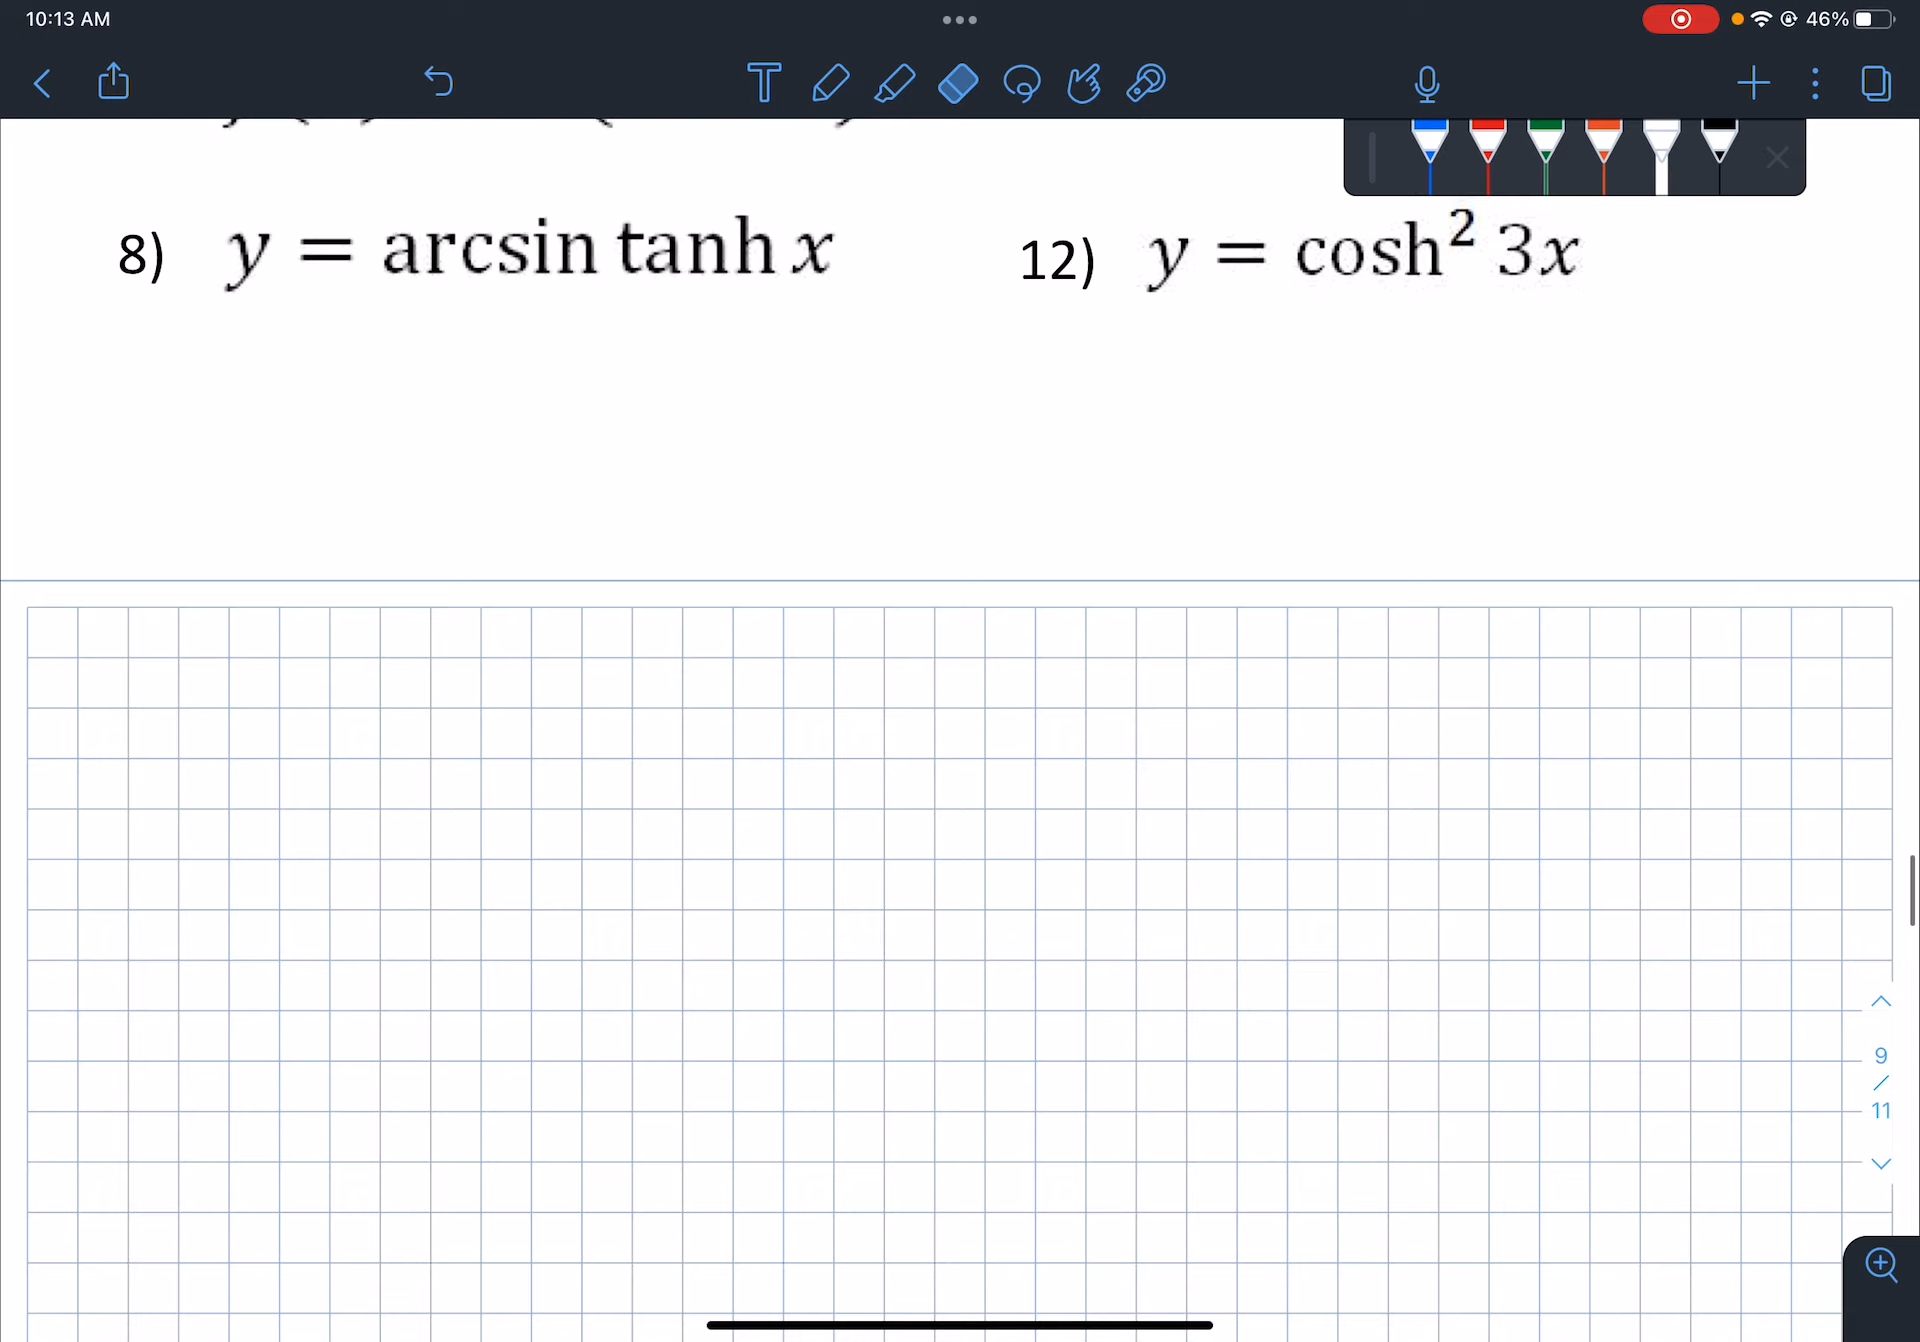 10:13 AM
46%
T
8) y = arcsin tanh x
12) y = cosh² 3x
9
/
11